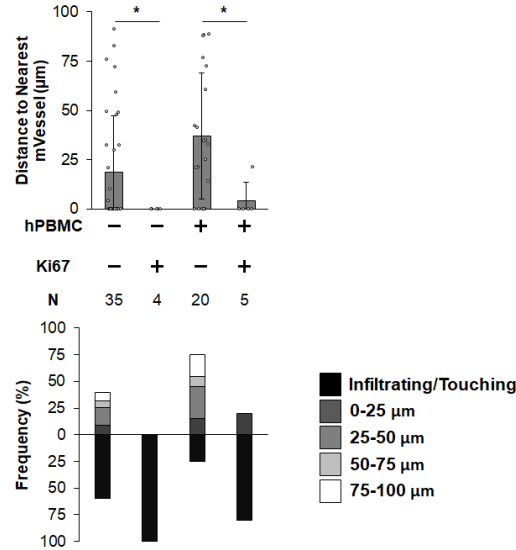 Distance to Nearest
mVessel (µm)
100
75
50
25
0
* *
hPBMC − − + +
Ki67 − + − +
N 35 4 20 5
Frequency (%)
100
75
50
25
0
25
50
75
100
Infiltrating/Touching
0-25 µm
25-50 µm
50-75 µm
75-100 µm